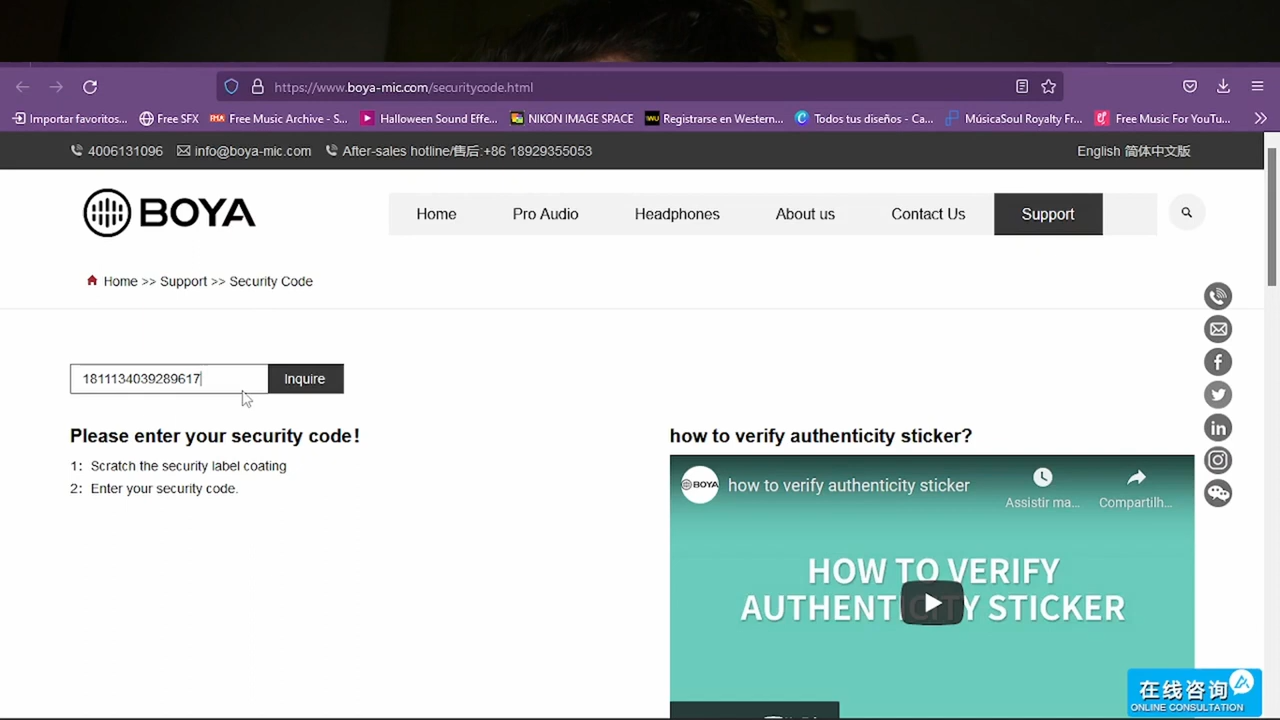 https://www.boya-mic.com/securitycode.html
Importar favoritos... Free SFX FMA Free Music Archive - S... Halloween Sound Effe... NIKON IMAGE SPACE WU Registrarse en Western... Todos tus diseños - Ca... MúsicaSoul Royalty Fr... Free Music For YouTu...
4006131096 info@boya-mic.com After-sales hotline/售后:+86 18929355053 English 简体中文版
BOYA Home Pro Audio Headphones About us Contact Us Support
Home >> Support >> Security Code
1811134039289617 Inquire
Please enter your security code!
1: Scratch the security label coating
2: Enter your security code.
how to verify authenticity sticker?
BOYA how to verify authenticity sticker
Assistir ma... Compartilh...
HOW TO VERIFY
AUTHENTICITY STICKER
在线咨询
ONLINE CONSULTATION